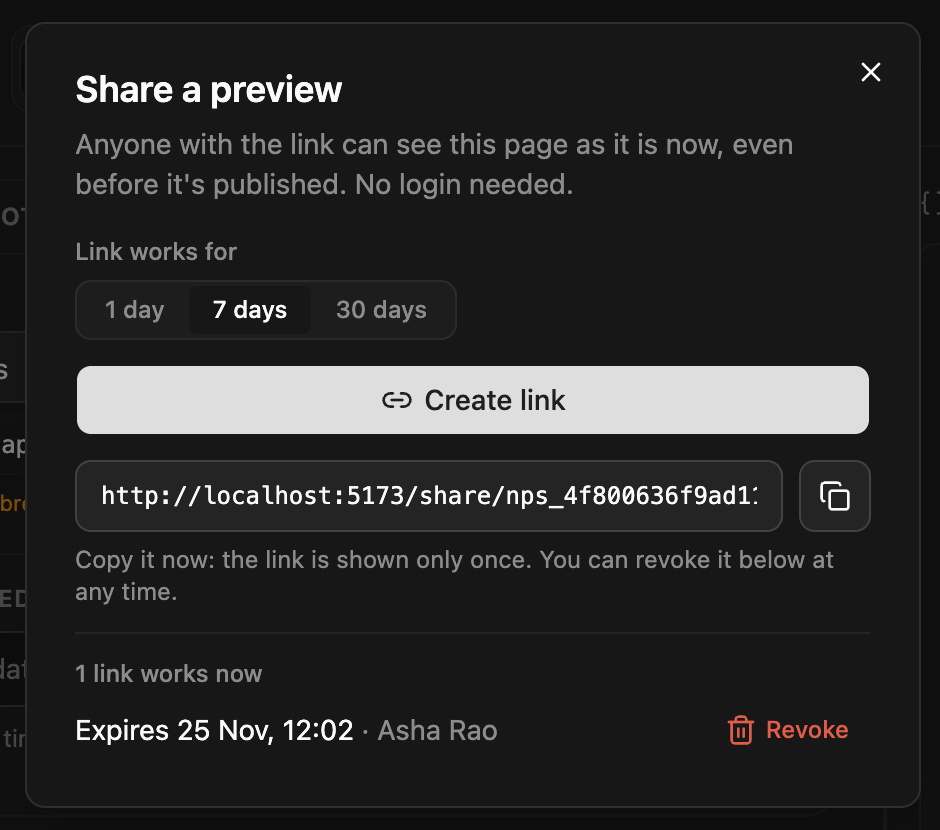 Share a preview
Anyone with the link can see this page as it is now, even
before it's published. No login needed.
Link works for
1 day 7 days 30 days
Create link
http://localhost:5173/share/nps_4f800636f9ad1
Copy it now: the link is shown only once. You can revoke it below at
any time.
1 link works now
Expires 25 Nov, 12:02 · Asha Rao Revoke